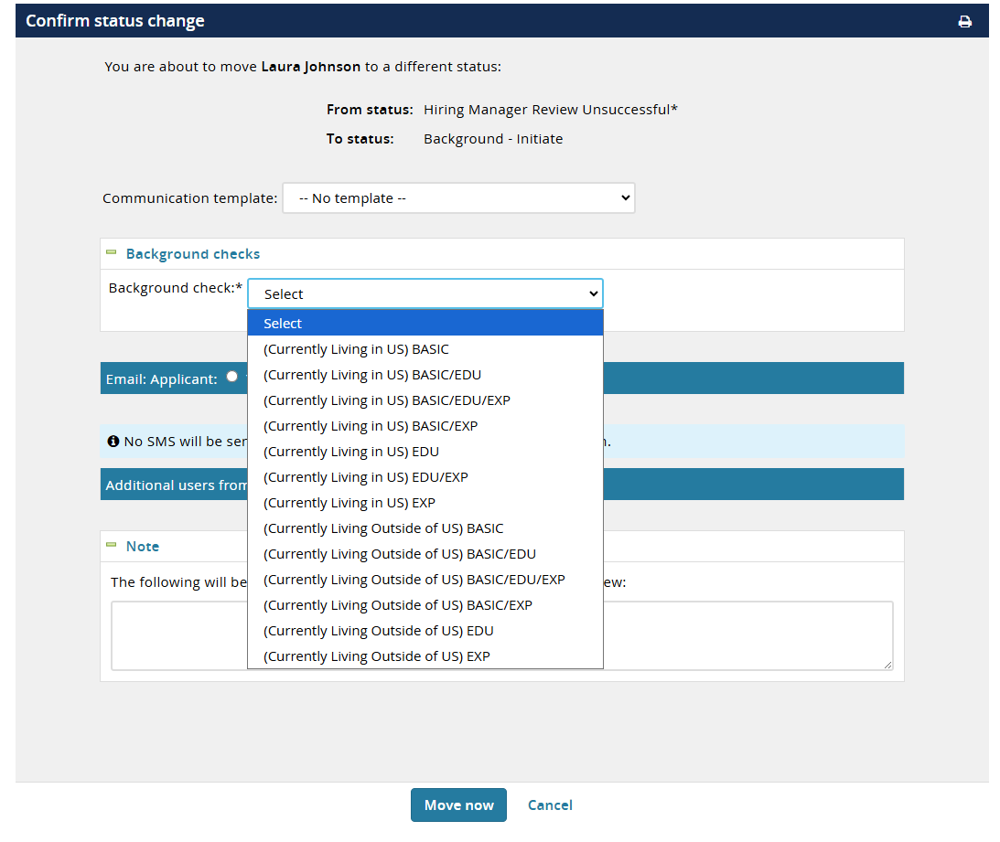 Confirm status change
You are about to move Laura Johnson to a different status:
From status: Hiring Manager Review Unsuccessful*
To status: Background - Initiate
Communication template: -- No template --
Background checks
Background check:* Select
Select
(Currently Living in US) BASIC
(Currently Living in US) BASIC/EDU
(Currently Living in US) BASIC/EDU/EXP
(Currently Living in US) BASIC/EXP
(Currently Living in US) EDU
(Currently Living in US) EDU/EXP
(Currently Living in US) EXP
(Currently Living Outside of US) BASIC
(Currently Living Outside of US) BASIC/EDU
(Currently Living Outside of US) BASIC/EDU/EXP
(Currently Living Outside of US) BASIC/EXP
(Currently Living Outside of US) EDU
(Currently Living Outside of US) EXP
Email: Applicant:
No SMS will be
Additional users from
Note
The following will be
Move now Cancel